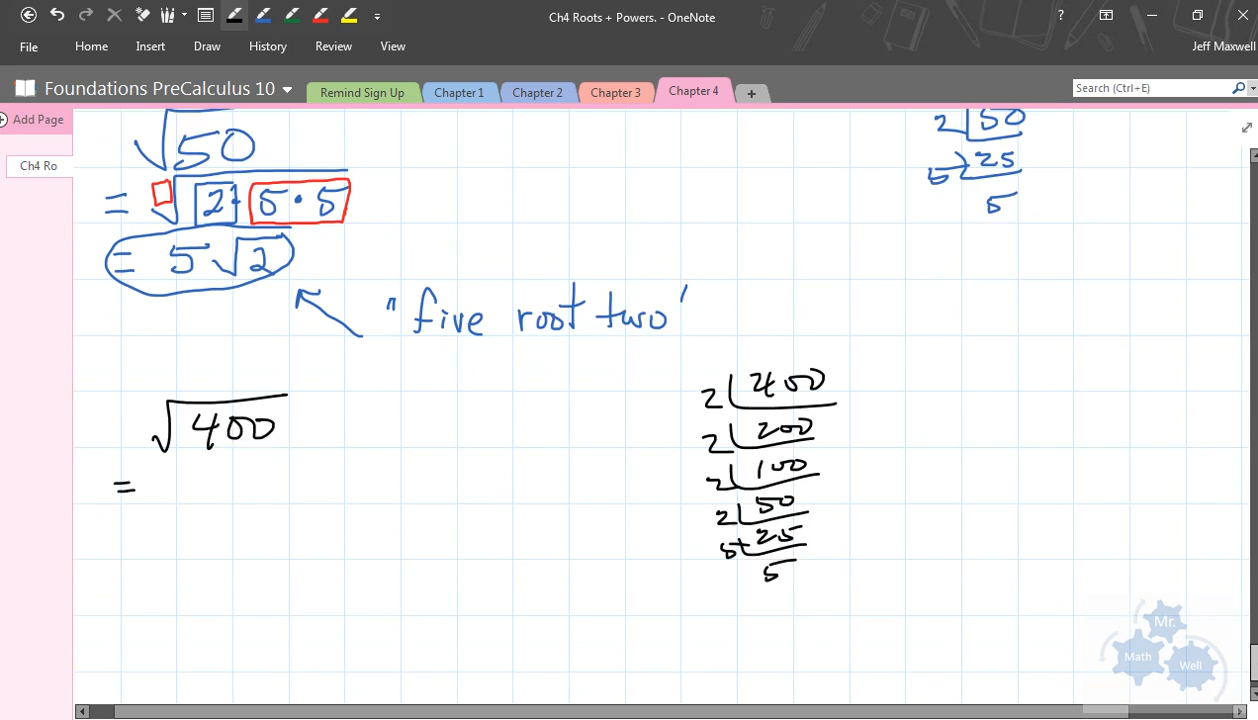 Ch4 Roots + Powers. - OneNote
?
File
Home
Insert
Draw
History
Review
View
Jeff Maxwell
Foundations PreCalculus 10
Remind Sign Up
Chapter 1
Chapter 2
Chapter 3
Chapter 4
+
Search (Ctrl+E)
Add Page
Ch4 Ro
√50
= √2 · 5 · 5
= 5√2
"five root two"
2 50
5 25
5
√400
=
2 400
2 200
2 100
2 50
5 25
5
Mr.
Math
Well